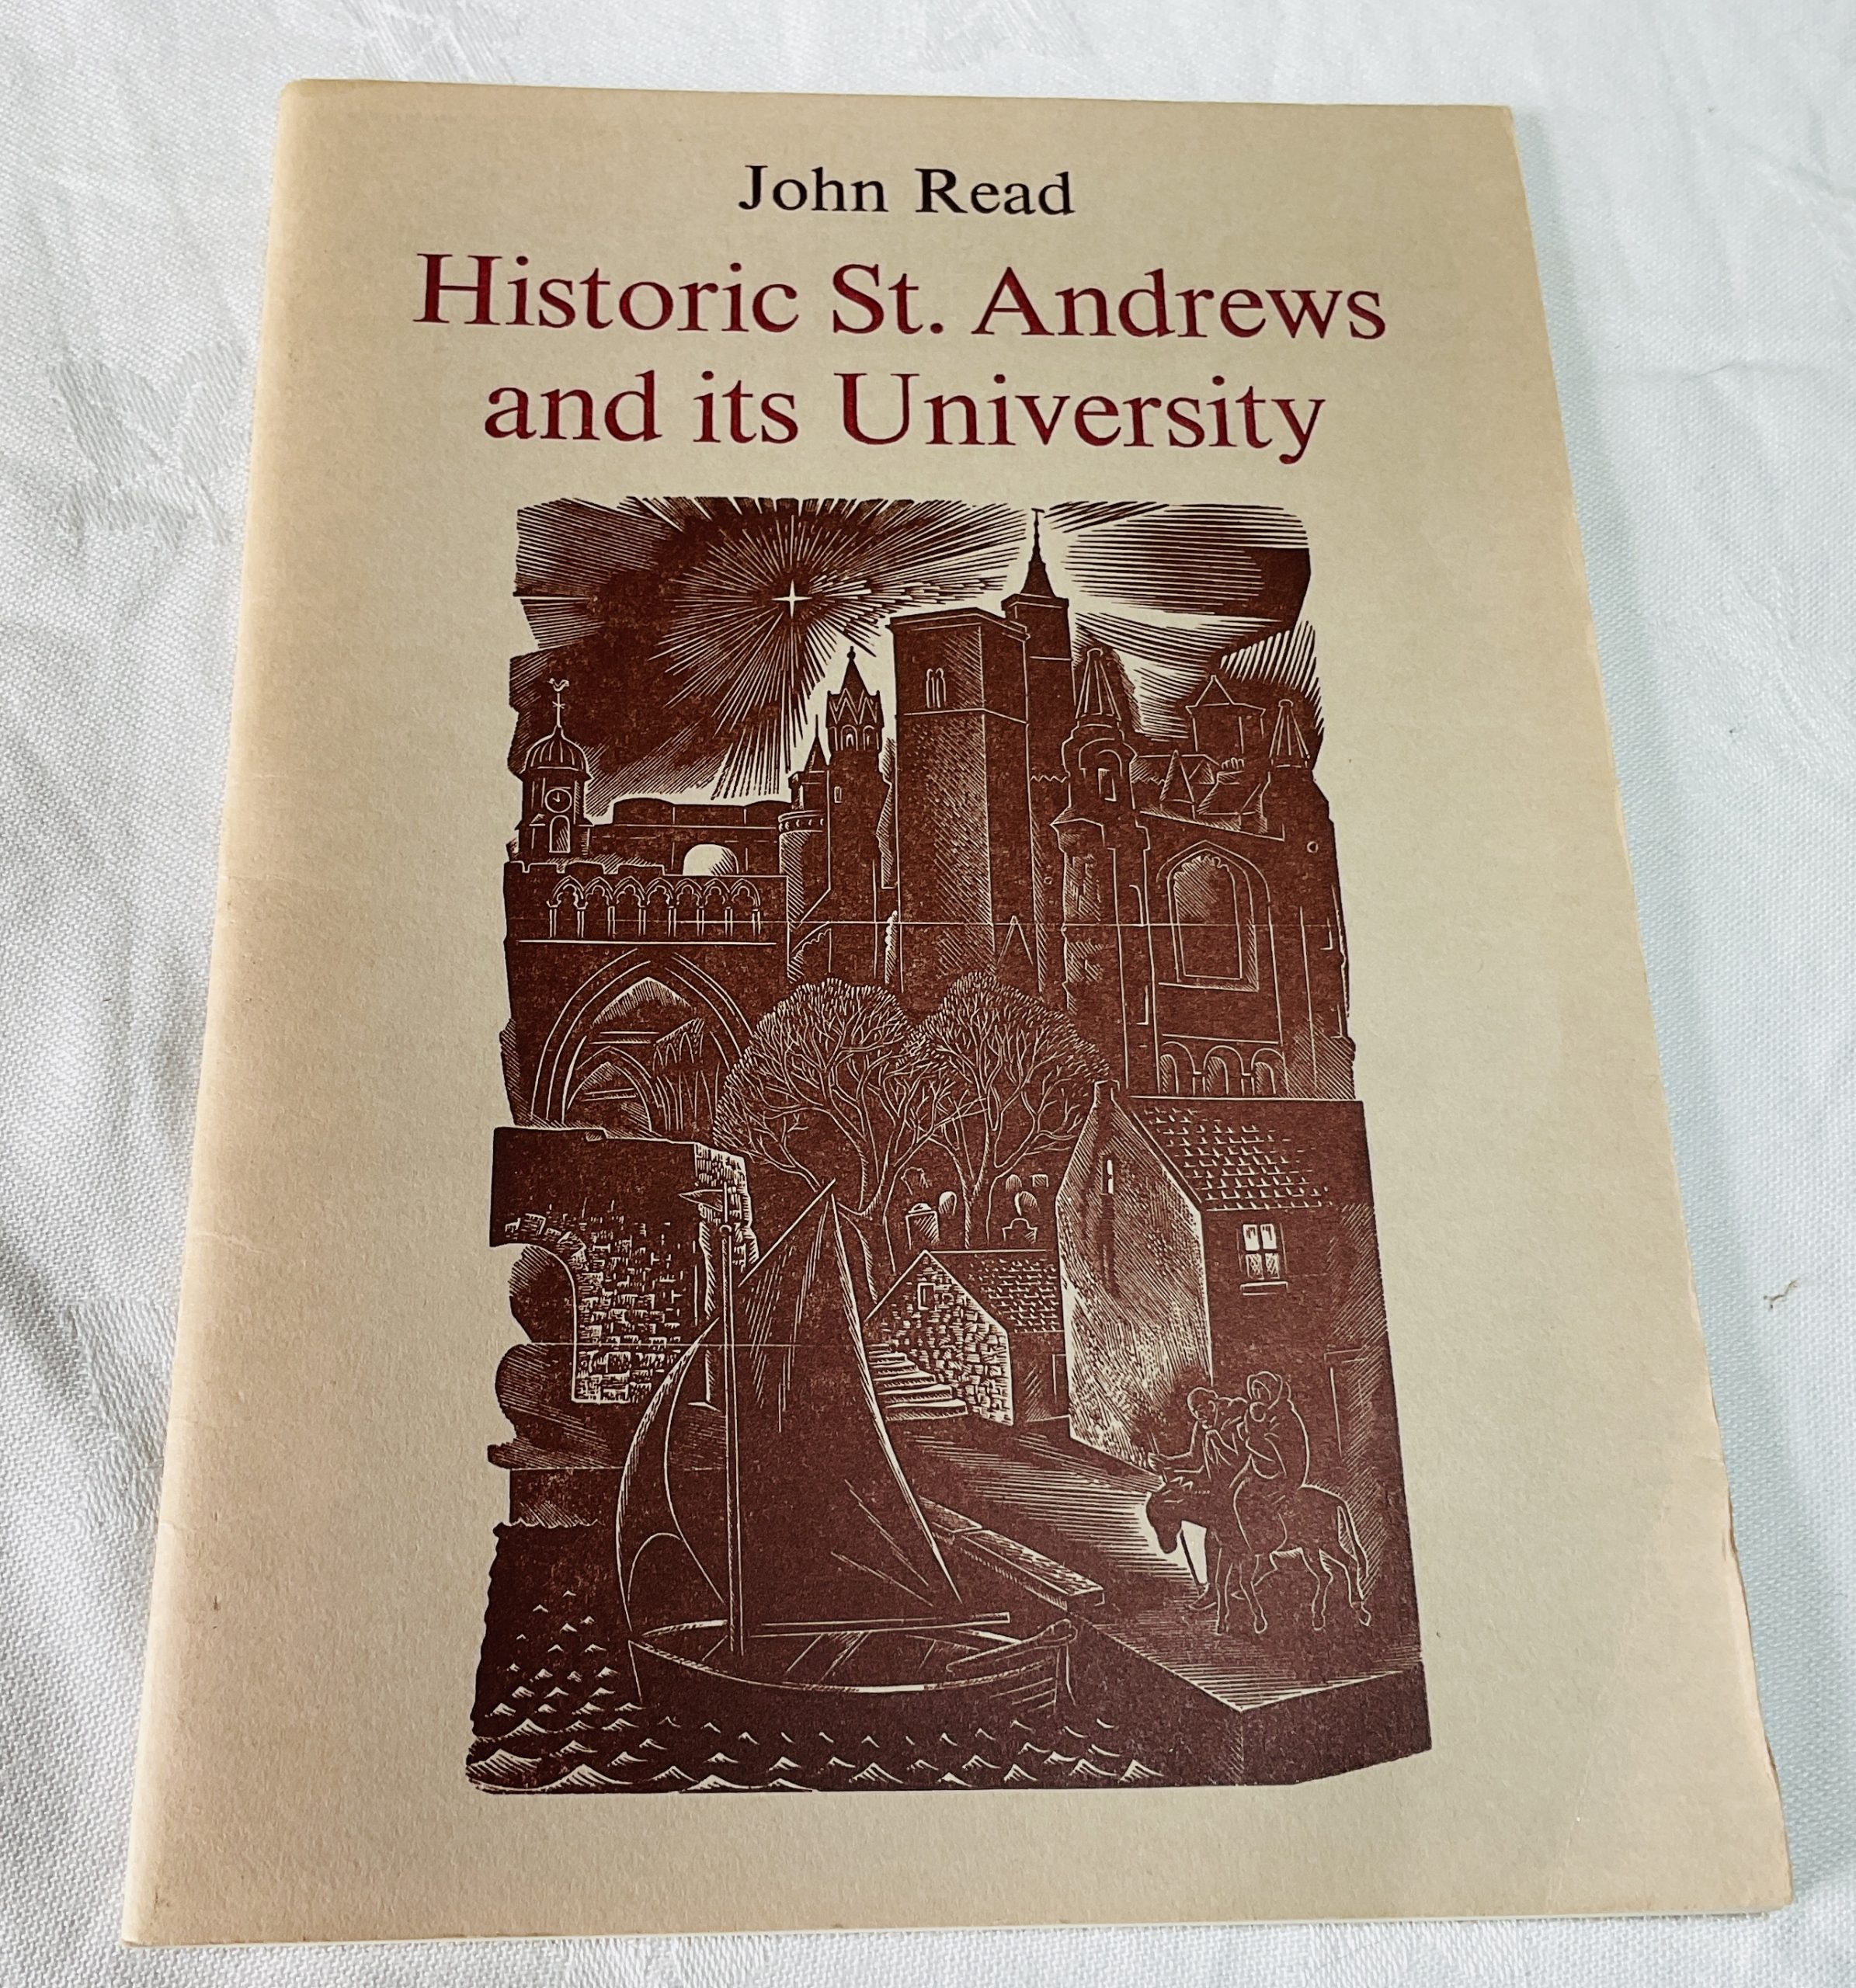 John Read
Historic St. Andrews
and its University